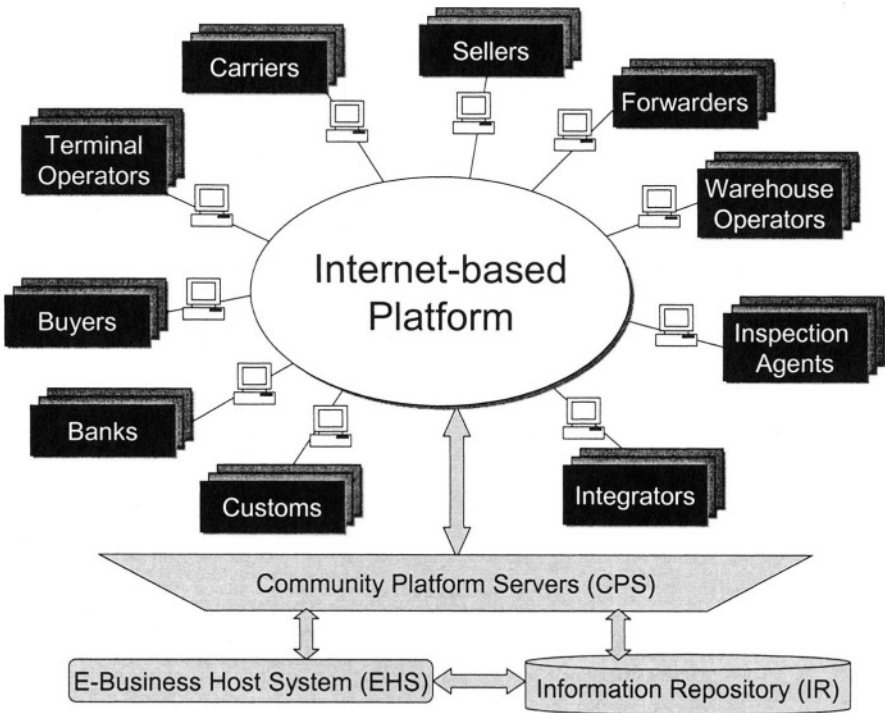 Carriers
Sellers
Forwarders
Terminal
Operators
Warehouse
Operators
Internet-based
Platform
Buyers
Inspection
Agents
Banks
Customs
Integrators
Community Platform Servers (CPS)
E-Business Host System (EHS)
Information Repository (IR)